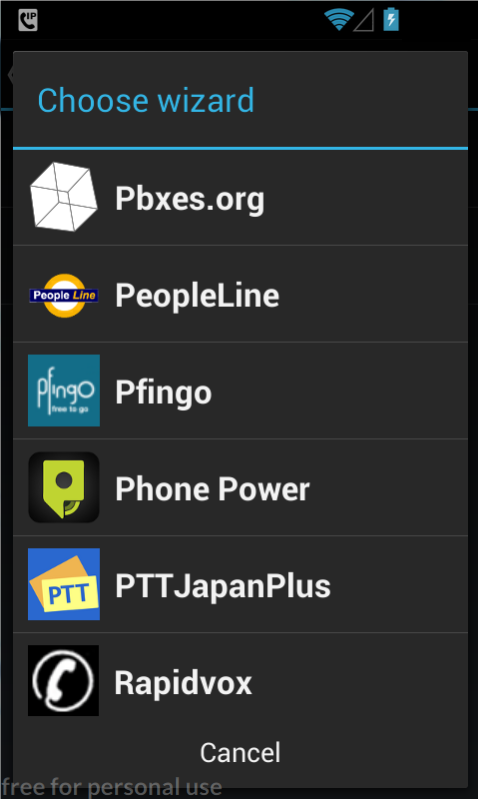 IP
Choose wizard
Pbxes.org
People Line
PeopleLine
pfingo
free to go
Pfingo
Phone Power
PTT
PTTJapanPlus
Rapidvox
Cancel
free for personal use